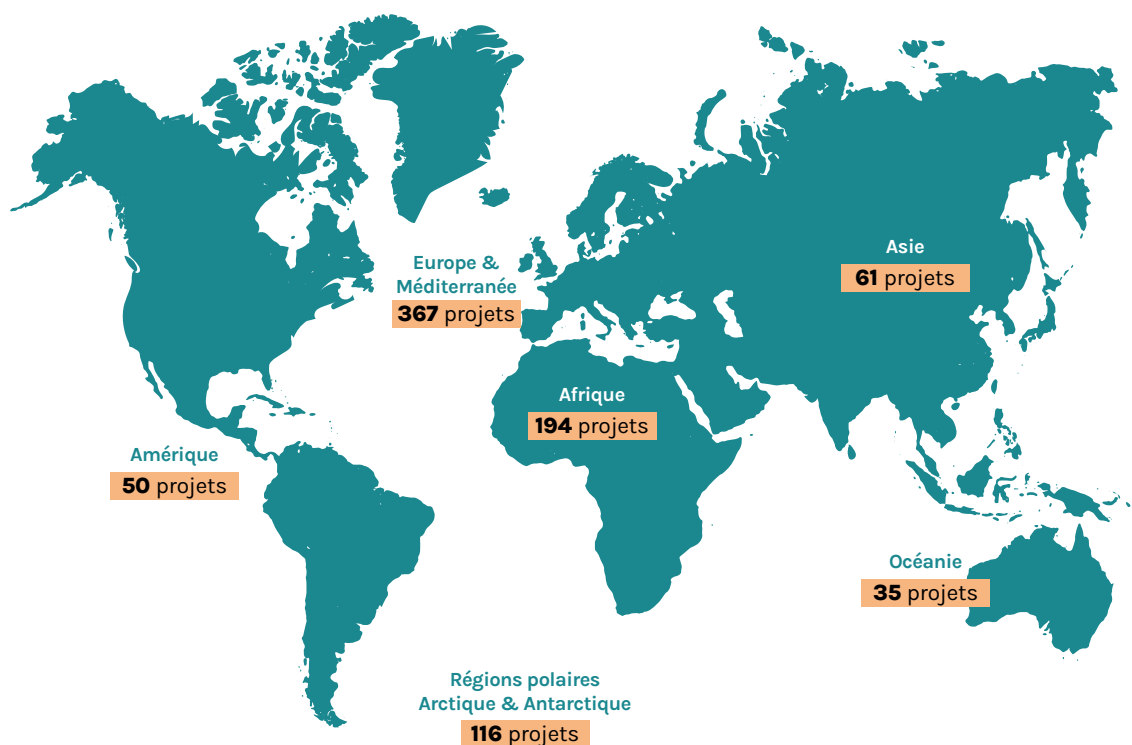 Europe &
Méditerranée
367 projets
Asie
61 projets
Afrique
194 projets
Amérique
50 projets
Océanie
35 projets
Régions polaires
Arctique & Antarctique
116 projets